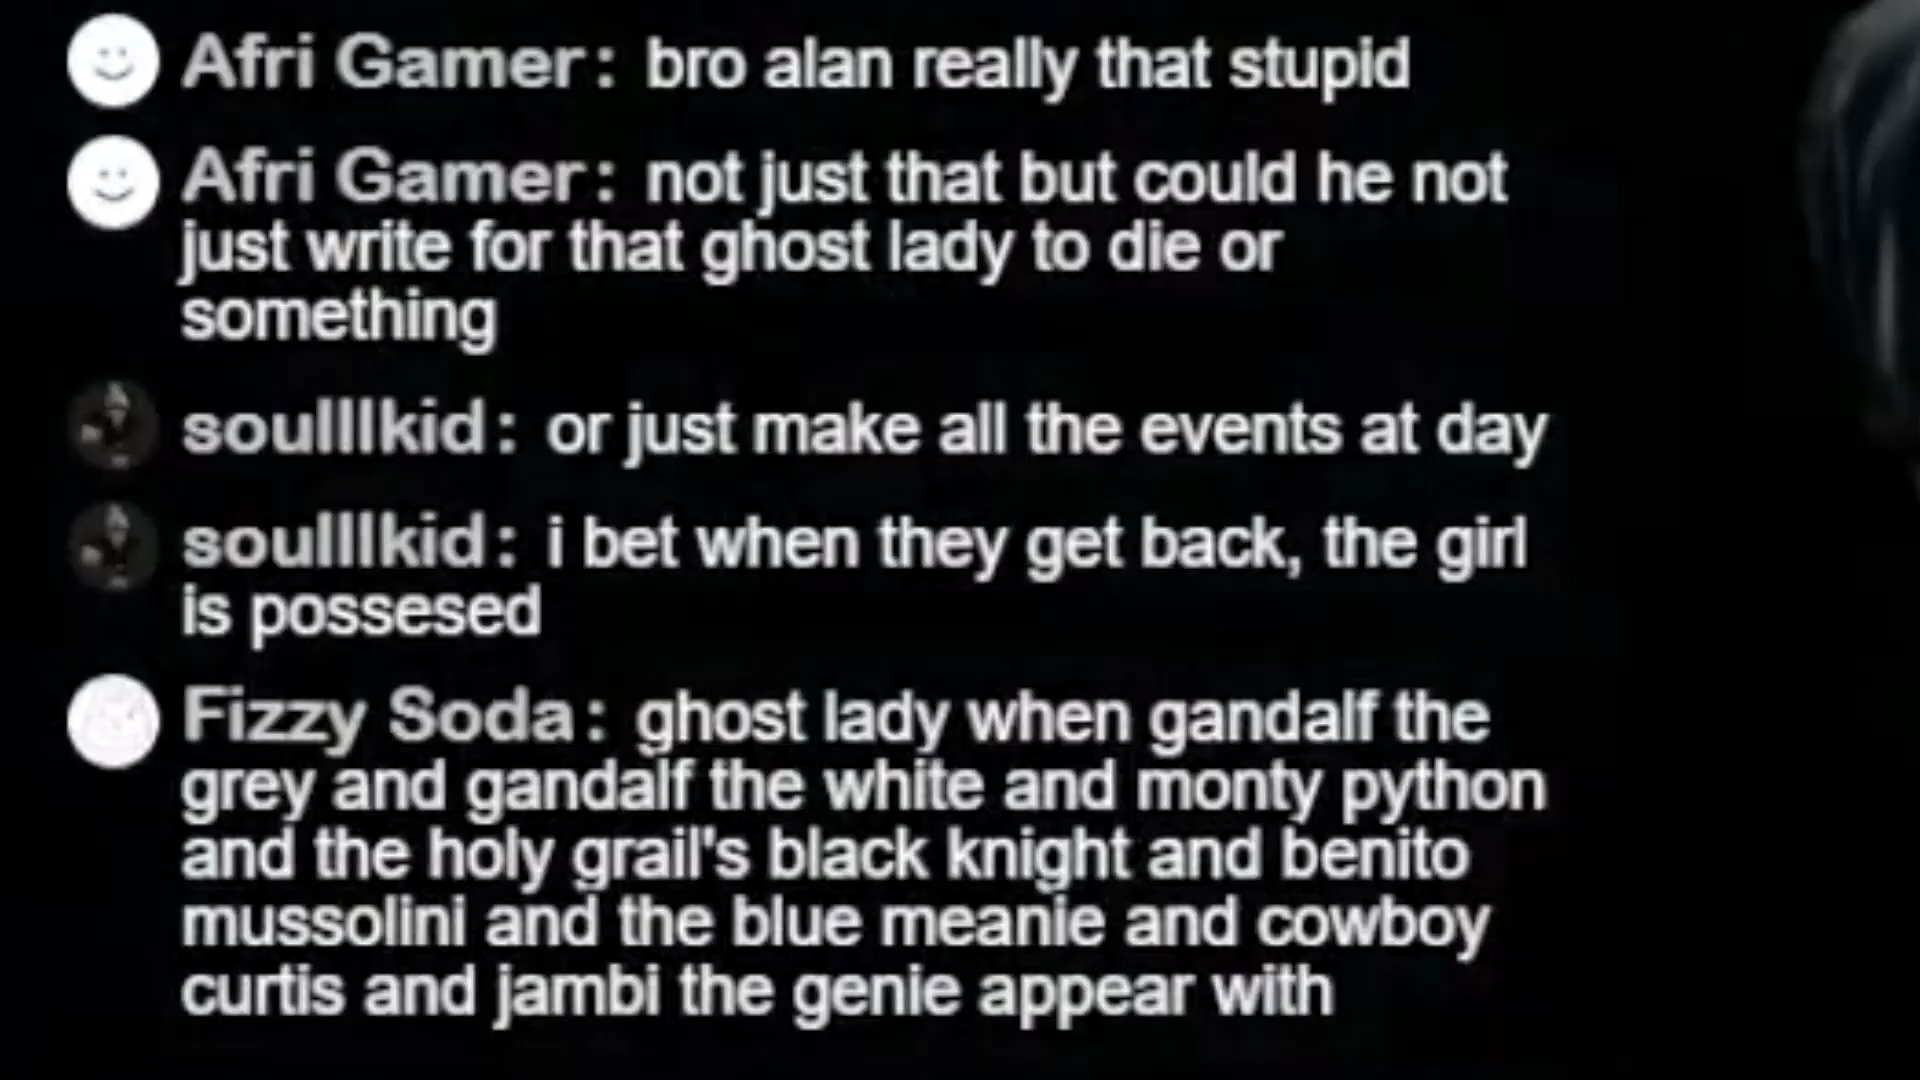 Afri Gamer: bro alan really that stupid
Afri Gamer: not just that but could he not
just write for that ghost lady to die or
something
soulllkid: or just make all the events at day
soulllkid: i bet when they get back, the girl
is possesed
Fizzy Soda: ghost lady when gandalf the
grey and gandalf the white and monty python
and the holy grail's black knight and benito
mussolini and the blue meanie and cowboy
curtis and jambi the genie appear with